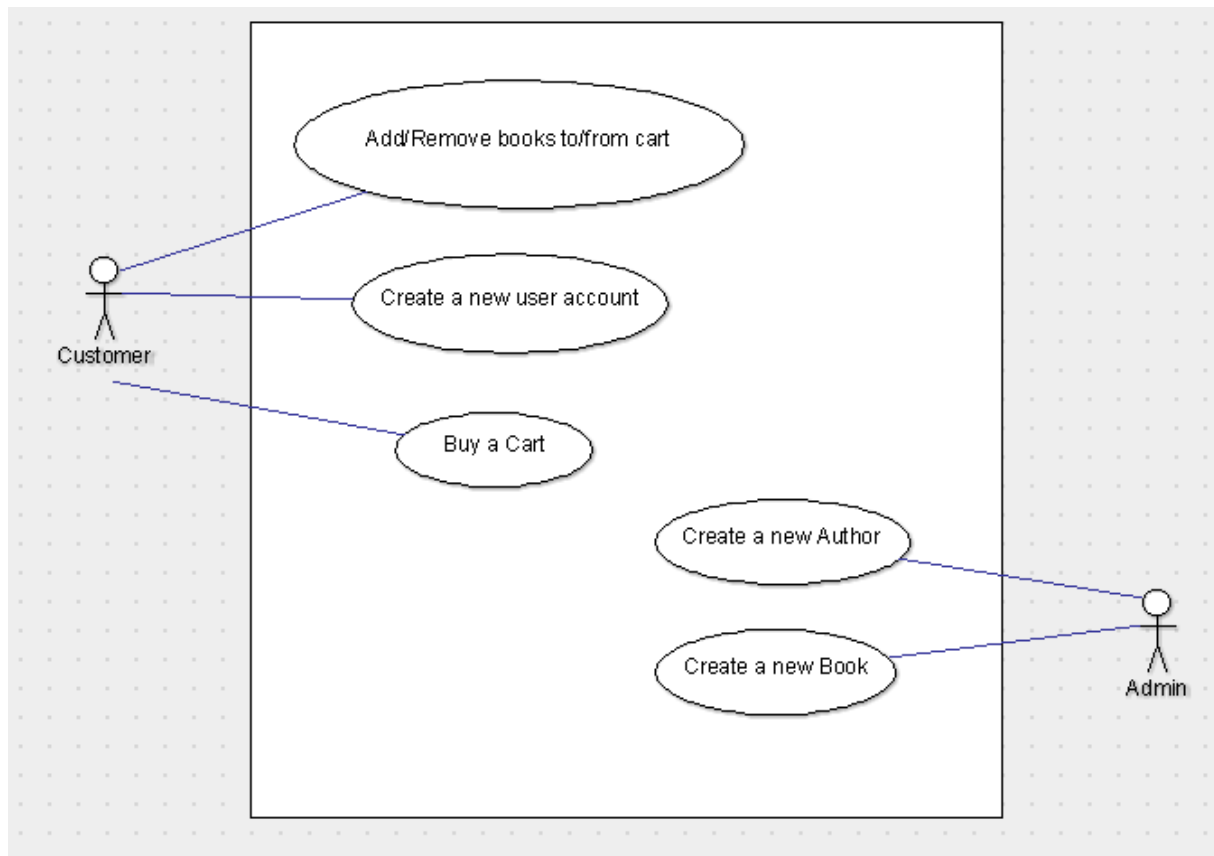 Add/Remove books to/from cart
Create a new user account
Customer
Buy a Cart
Create a new Author
Create a new Book
Admin